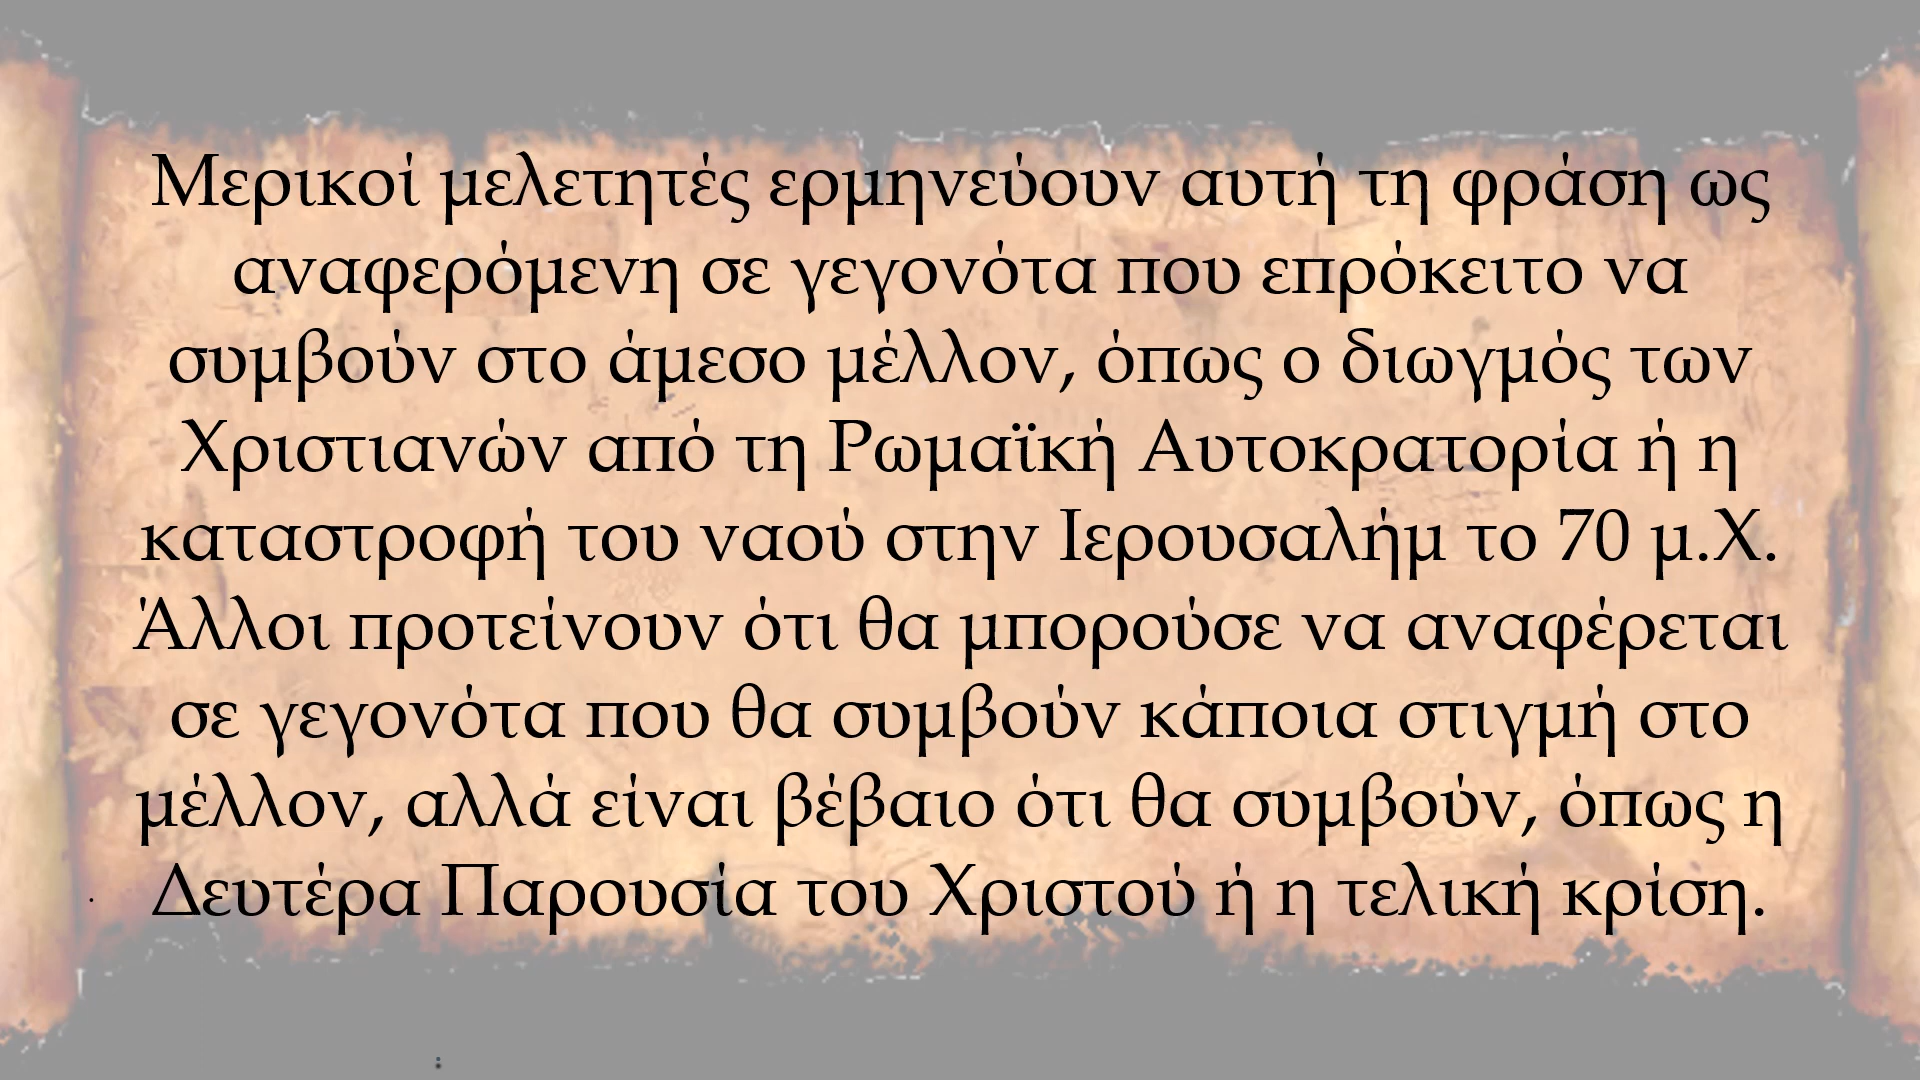 Μερικοί μελετητές ερμηνεύουν αυτή τη φράση ως
αναφερόμενη σε γεγονότα που επρόκειτο να
συμβούν στο άμεσο μέλλον, όπως ο διωγμός των
Χριστιανών από τη Ρωμαϊκή Αυτοκρατορία ή η
καταστροφή του ναού στην Ιερουσαλήμ το 70 μ.Χ.
Άλλοι προτείνουν ότι θα μπορούσε να αναφέρεται
σε γεγονότα που θα συμβούν κάποια στιγμή στο
μέλλον, αλλά είναι βέβαιο ότι θα συμβούν, όπως η
Δευτέρα Παρουσία του Χριστού ή η τελική κρίση.